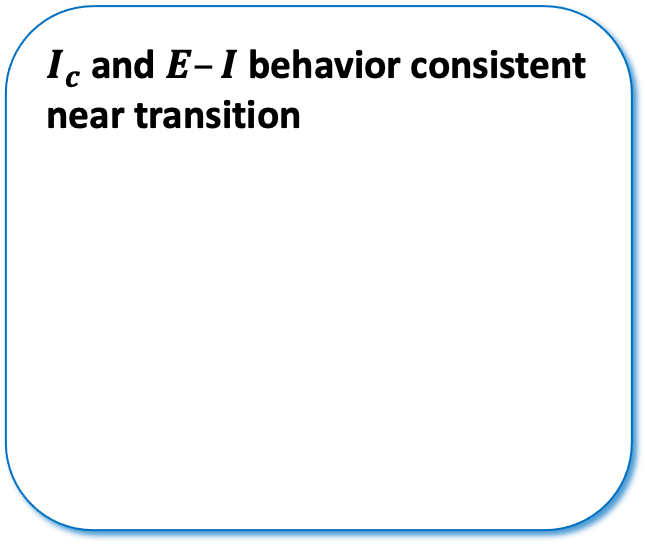 I_c and E–I behavior consistent
near transition